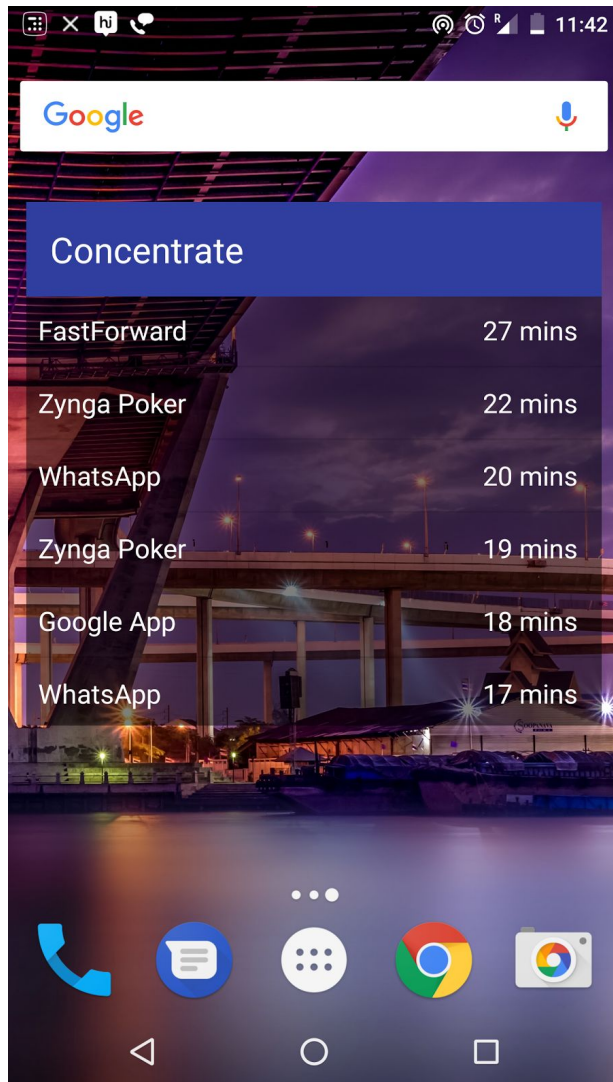 hi
R
11:42
Google
Concentrate
FastForward 27 mins
Zynga Poker 22 mins
WhatsApp 20 mins
Zynga Poker 19 mins
Google App 18 mins
WhatsApp 17 mins